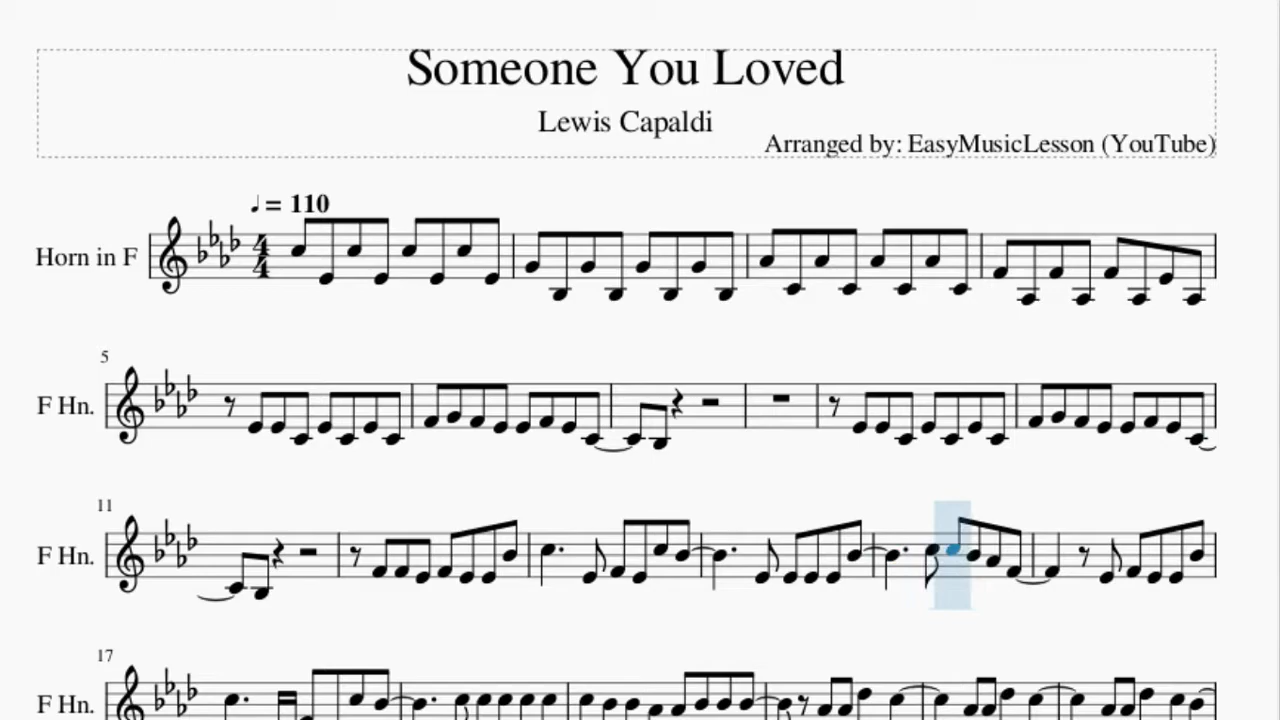 Someone You Loved
Lewis Capaldi
Arranged by: EasyMusicLesson (YouTube)
♩ = 110
Horn in F
4
4
5
F Hn.
11
F Hn.
17
F Hn.